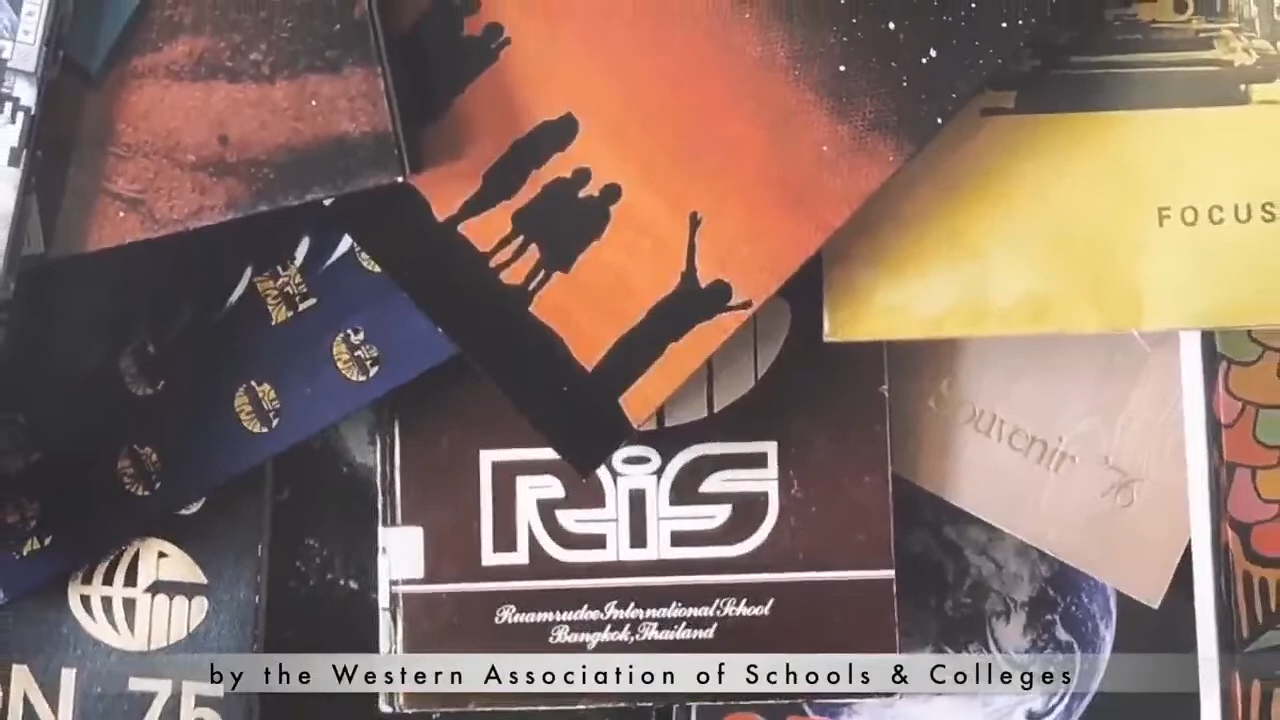 FOCUS
Souvenir '76
RiS
Ruamrudee International School
Bangkok, Thailand
by the Western Association of Schools & Colleges
N 75